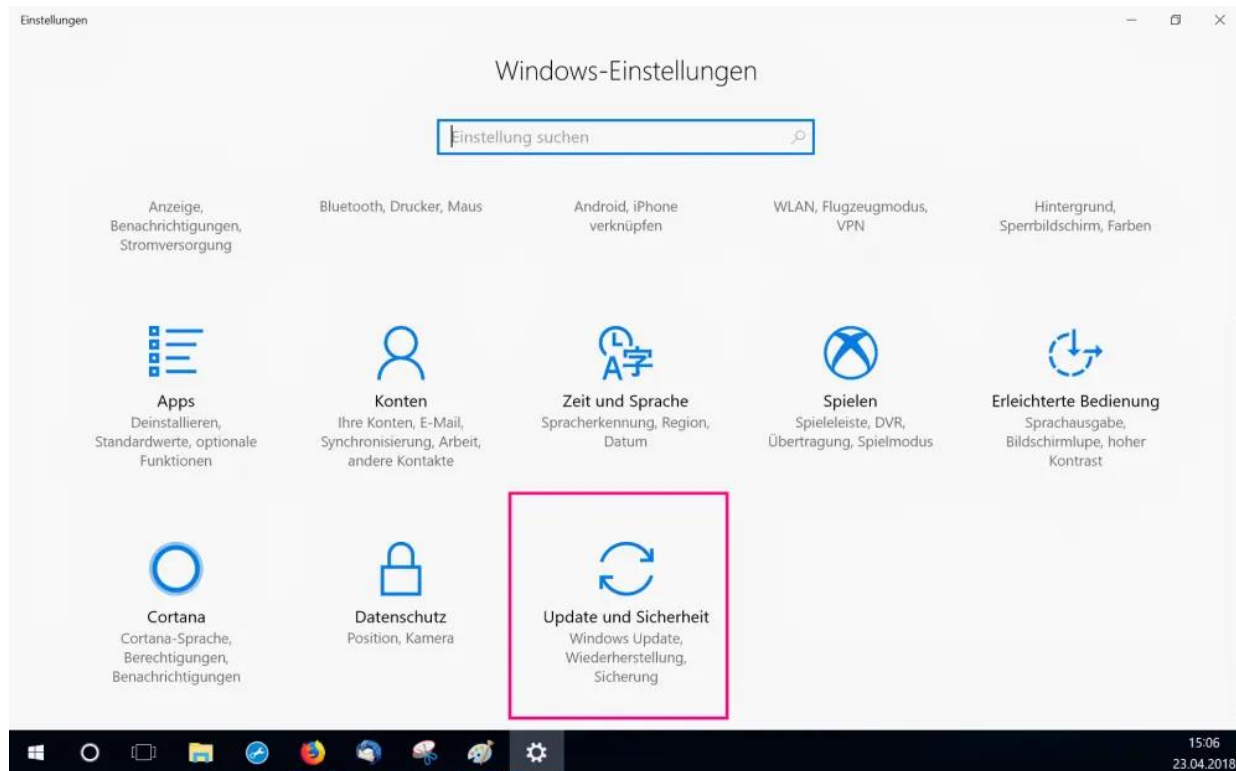 Einstellungen
Windows-Einstellungen
Einstellung suchen
Anzeige,
Benachrichtigungen,
Stromversorgung
Bluetooth, Drucker, Maus
Android, iPhone
verknüpfen
WLAN, Flugzeugmodus,
VPN
Hintergrund,
Sperrbildschirm, Farben
Apps
Deinstallieren,
Standardwerte, optionale
Funktionen
Konten
Ihre Konten, E-Mail,
Synchronisierung, Arbeit,
andere Kontakte
A字
Zeit und Sprache
Spracherkennung, Region,
Datum
Spielen
Spieleleiste, DVR,
Übertragung, Spielmodus
Erleichterte Bedienung
Sprachausgabe,
Bildschirmlupe, hoher
Kontrast
Cortana
Cortana-Sprache,
Berechtigungen,
Benachrichtigungen
Datenschutz
Position, Kamera
Update und Sicherheit
Windows Update,
Wiederherstellung,
Sicherung
15:06
23.04.2018